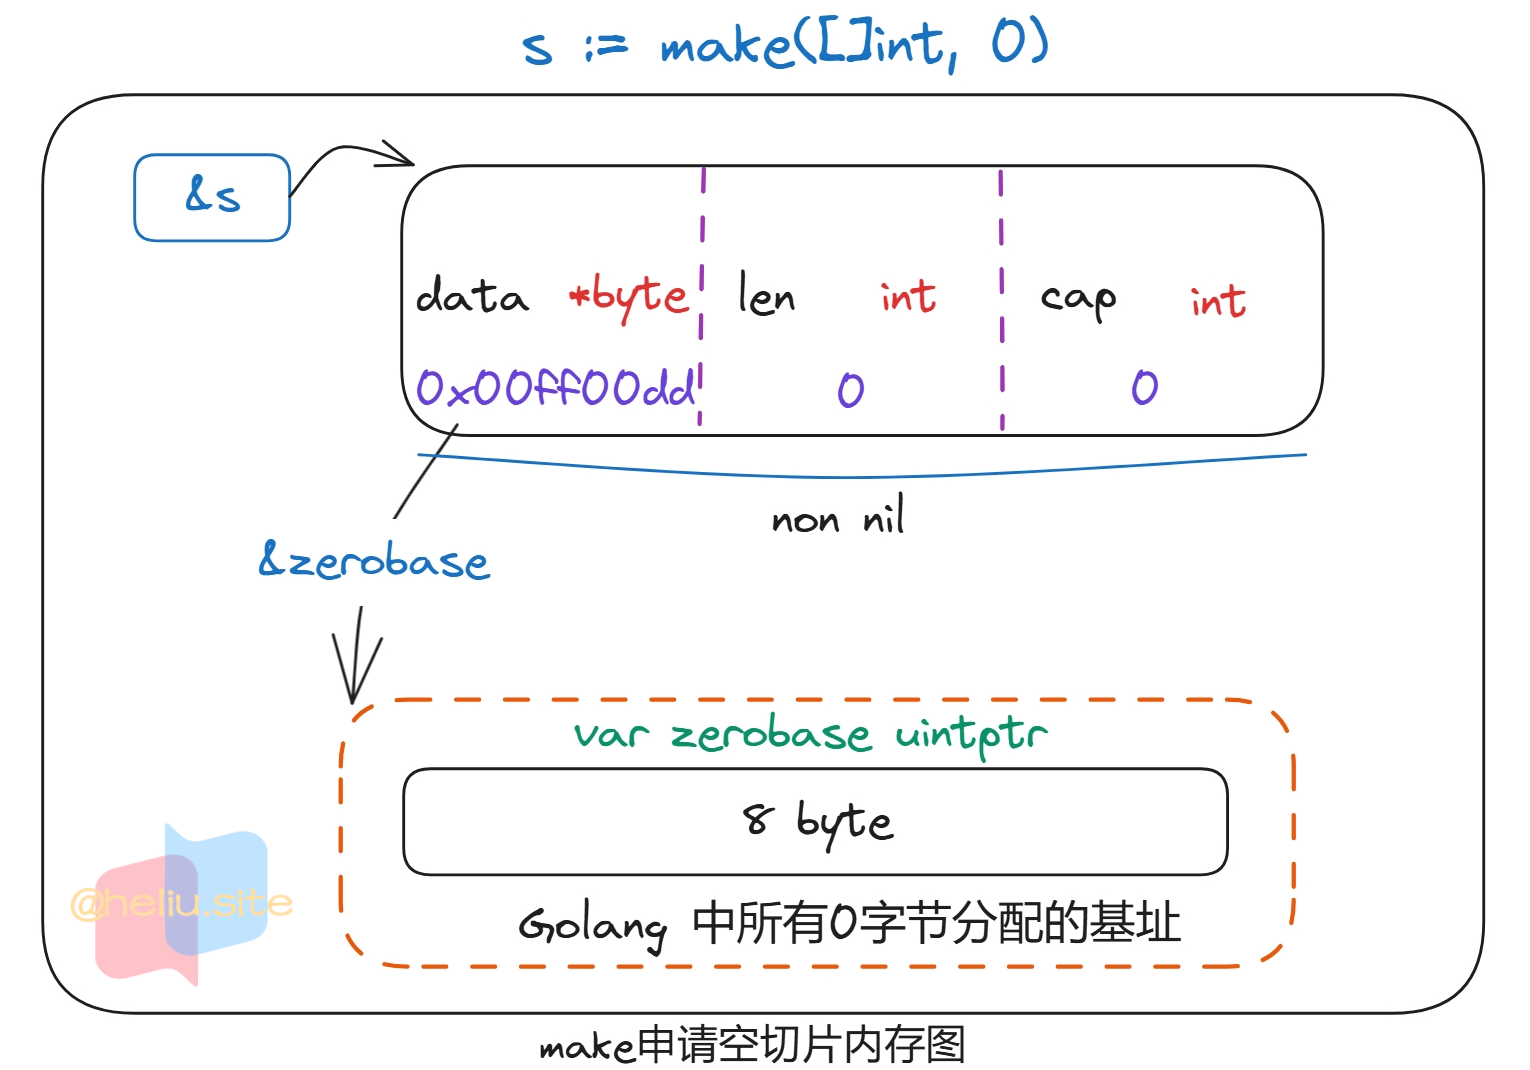 s := make([]int, 0)
&s
data *byte len int cap int
0x00ff00dd 0 0
non nil
&zerobase
var zerobase uintptr
8 byte
@heliu.site
Golang 中所有0字节分配的基址
make申请空切片内存图